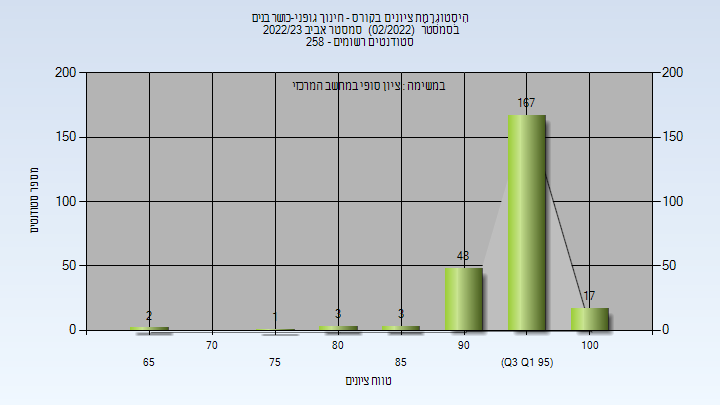 היסטוגרמת ציונים בקורס - חינוך גופני-כושר בנים
בסמסטר (02/2022) סמסטר אביב 2022/23
סטודנטים רשומים - 258
במשימה : ציון סופי במחשב המרכזי
200 200
150 150
100 100
50 50
0 0
מספר סטודנטים
2 1 3 3 48 167 17
65 70 75 80 85 90 (Q3 Q1 95) 100
טווח ציונים